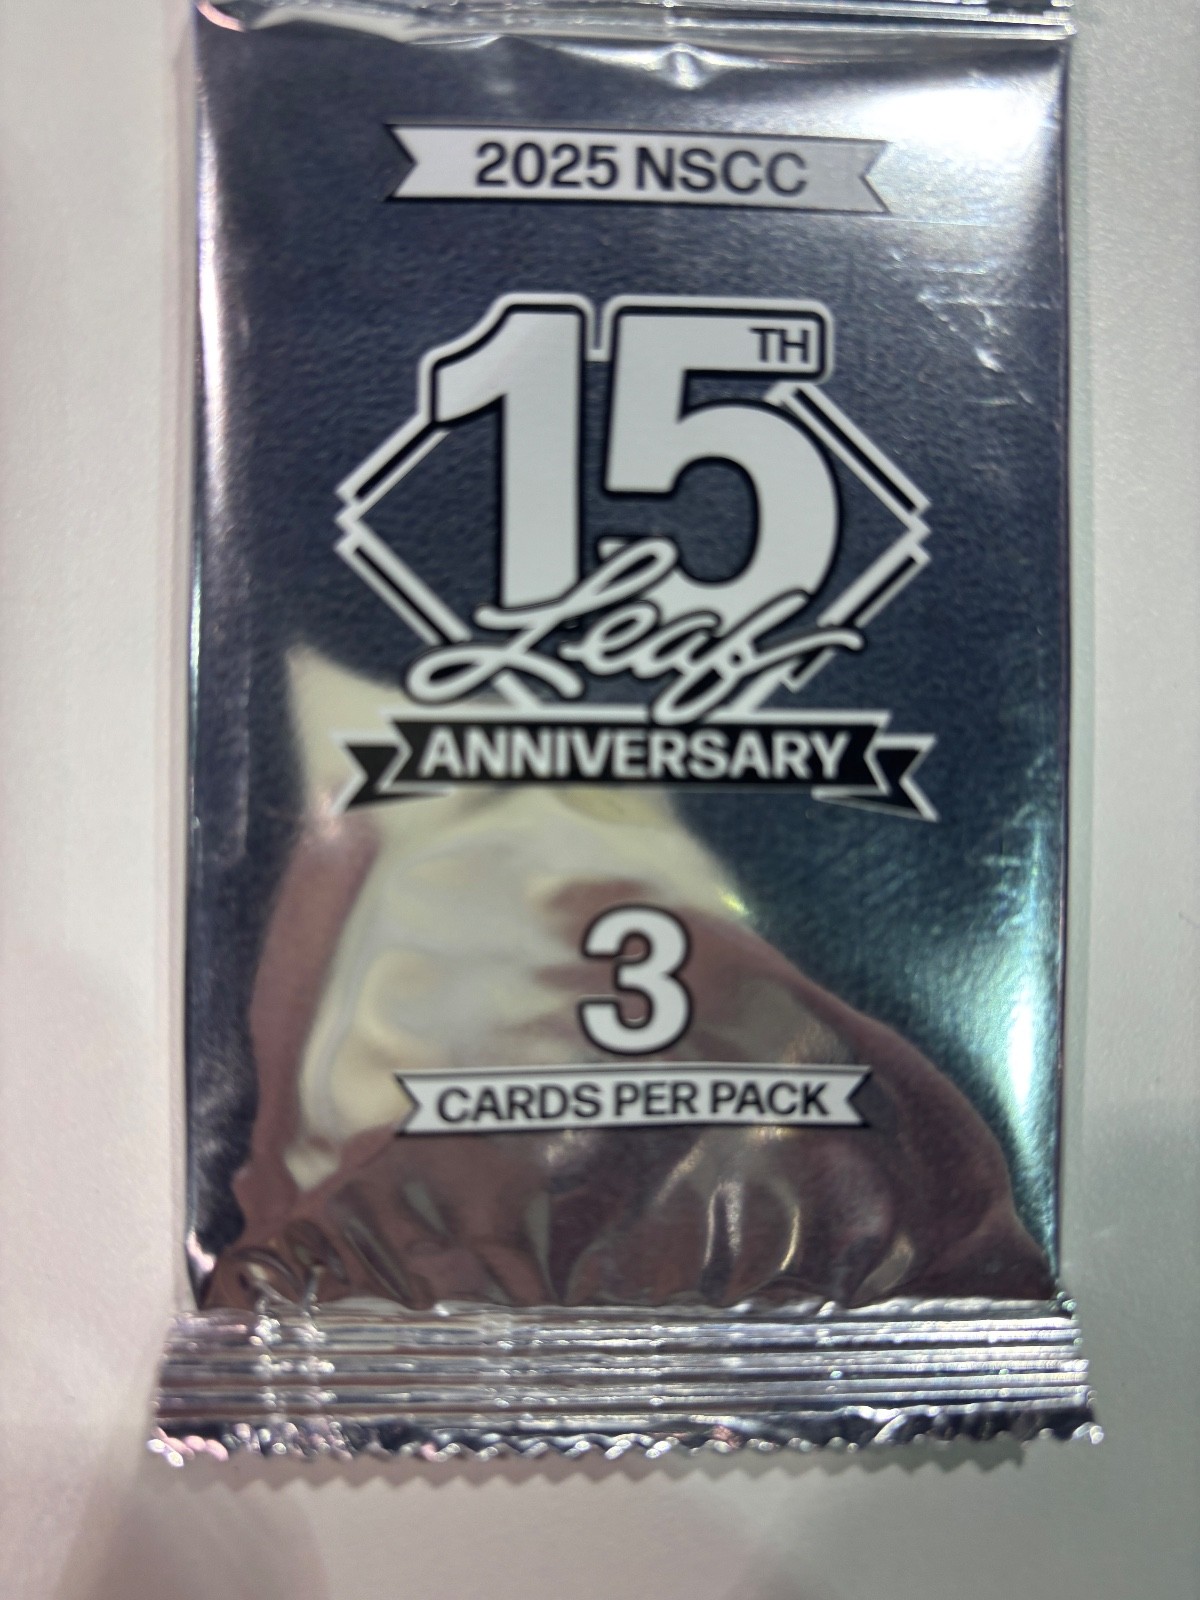 2025 NSCC
15TH
Leaf
ANNIVERSARY
3
CARDS PER PACK